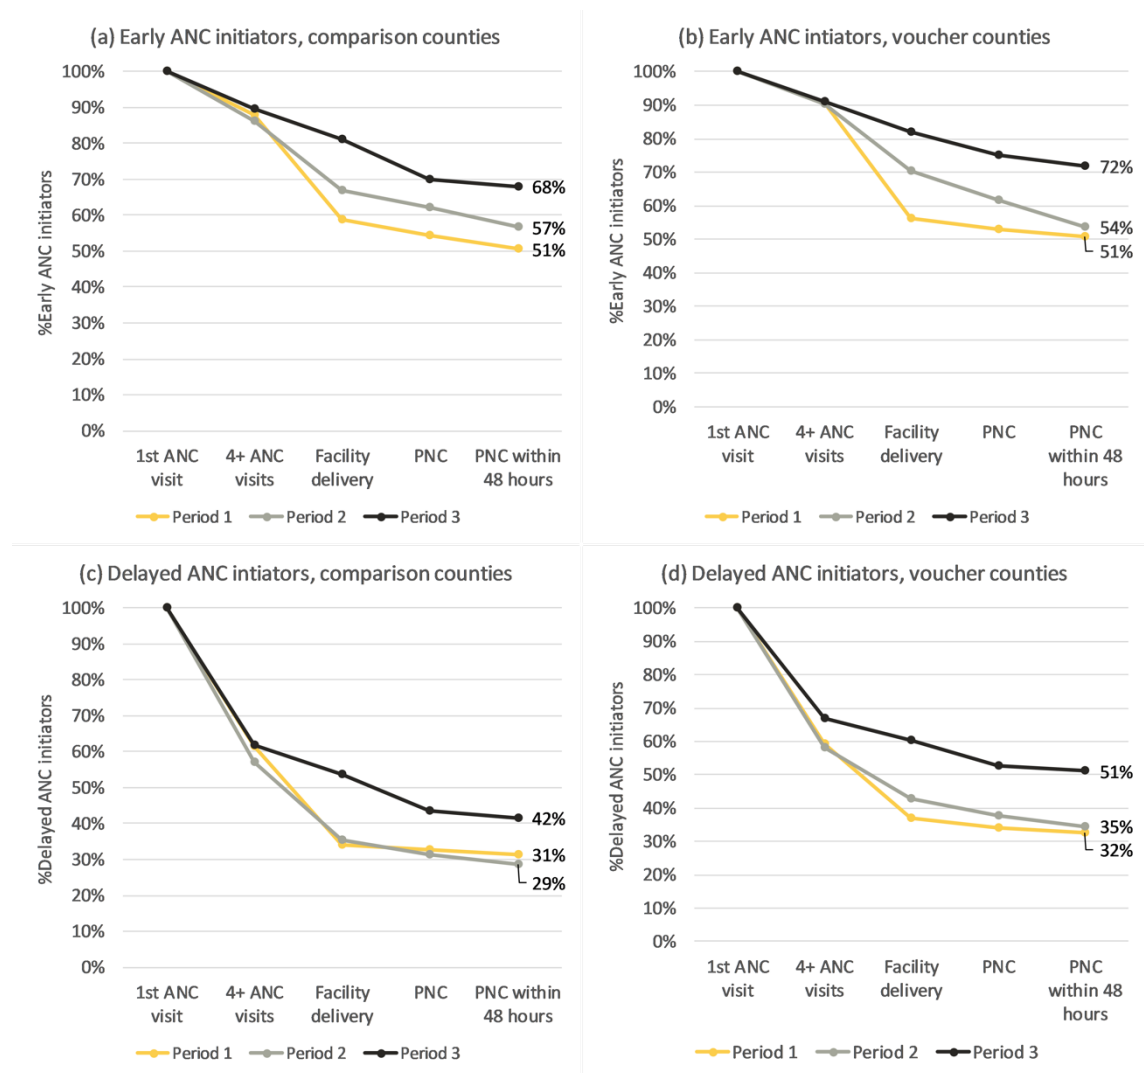 (a) Early ANC initiators, comparison counties
100%
90%
80%
70%
60%
50%
40%
30%
20%
10%
0%
%Early ANC initiators
68%
57%
51%
1st ANC visit
4+ ANC visits
Facility delivery
PNC
PNC within 48 hours
Period 1
Period 2
Period 3
(b) Early ANC intiators, voucher counties
100%
90%
80%
70%
60%
50%
40%
30%
20%
10%
0%
%Early ANC initiators
72%
54%
51%
1st ANC visit
4+ ANC visits
Facility delivery
PNC
PNC within 48 hours
Period 1
Period 2
Period 3
(c) Delayed ANC intiators, comparison counties
100%
90%
80%
70%
60%
50%
40%
30%
20%
10%
0%
%Delayed ANC initiators
42%
31%
29%
1st ANC visit
4+ ANC visits
Facility delivery
PNC
PNC within 48 hours
Period 1
Period 2
Period 3
(d) Delayed ANC initiators, voucher counties
100%
90%
80%
70%
60%
50%
40%
30%
20%
10%
0%
%Delayed ANC initiators
51%
35%
32%
1st ANC visit
4+ ANC visits
Facility delivery
PNC
PNC within 48 hours
Period 1
Period 2
Period 3